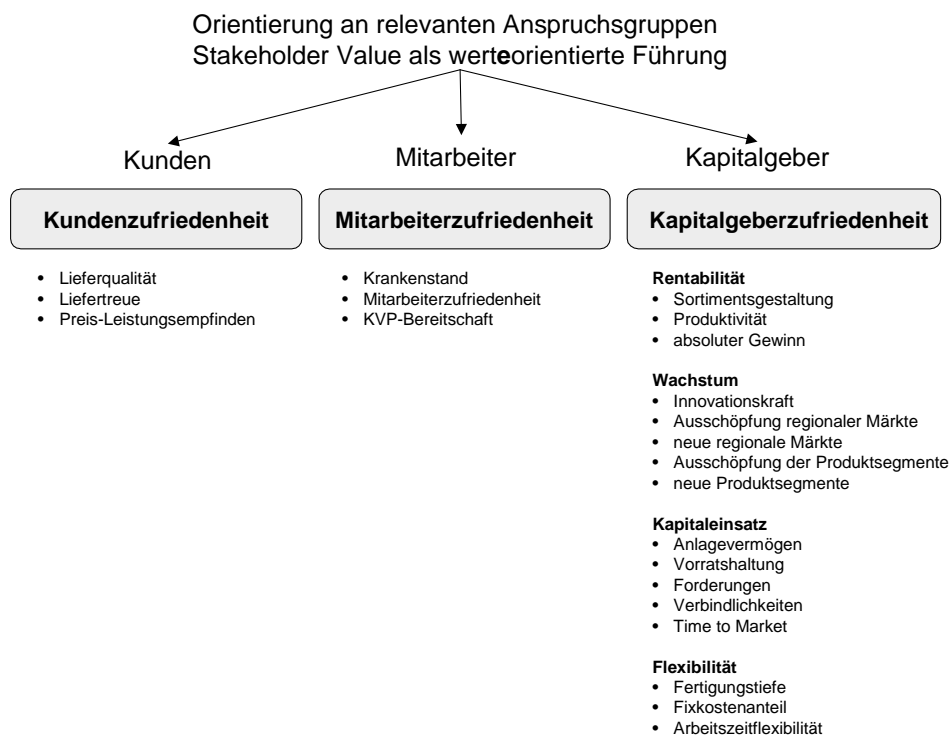 Orientierung an relevanten Anspruchsgruppen
Stakeholder Value als werteorientierte Führung
Kunden
Mitarbeiter
Kapitalgeber
Kundenzufriedenheit
Mitarbeiterzufriedenheit
Kapitalgeberzufriedenheit
• Lieferqualität
• Liefertreue
• Preis-Leistungsempfinden
• Krankenstand
• Mitarbeiterzufriedenheit
• KVP-Bereitschaft
Rentabilität
• Sortimentsgestaltung
• Produktivität
• absoluter Gewinn
Wachstum
• Innovationskraft
• Ausschöpfung regionaler Märkte
• neue regionale Märkte
• Ausschöpfung der Produktsegmente
• neue Produktsegmente
Kapitaleinsatz
• Anlagevermögen
• Vorratshaltung
• Forderungen
• Verbindlichkeiten
• Time to Market
Flexibilität
• Fertigungstiefe
• Fixkostenanteil
• Arbeitszeitflexibilität